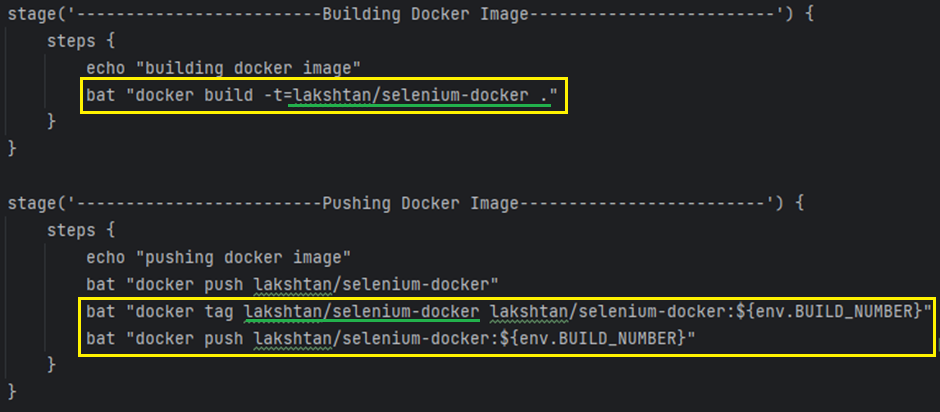 stage('-------------------------Building Docker Image-------------------------') {
steps {
echo "building docker image"
bat "docker build -t=lakshtan/selenium-docker ."
}
}
stage('-------------------------Pushing Docker Image-------------------------') {
steps {
echo "pushing docker image"
bat "docker push lakshtan/selenium-docker"
bat "docker tag lakshtan/selenium-docker lakshtan/selenium-docker:${env.BUILD_NUMBER}"
bat "docker push lakshtan/selenium-docker:${env.BUILD_NUMBER}"
}
}